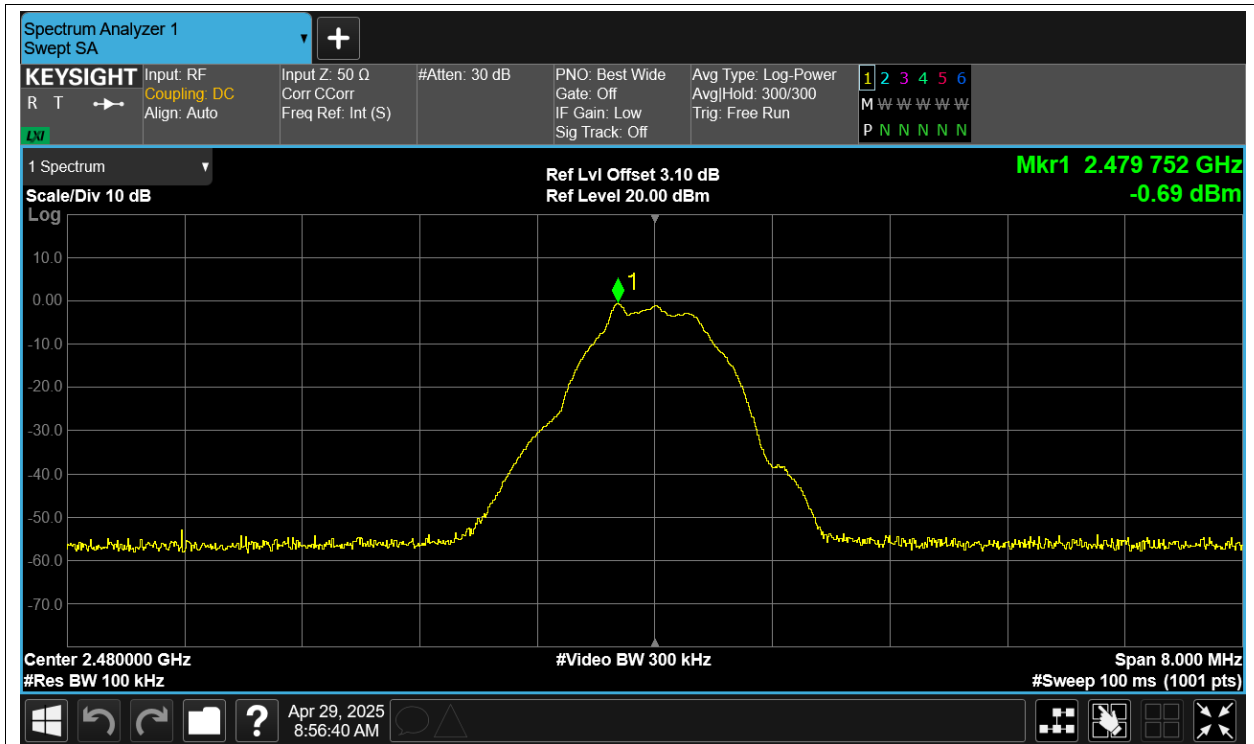 Spectrum Analyzer 1
Swept SA
KEYSIGHT
R T
LXI
Input: RF
Coupling: DC
Align: Auto
Input Z: 50 Ω
Corr CCorr
Freq Ref: Int (S)
#Atten: 30 dB
PNO: Best Wide
Gate: Off
IF Gain: Low
Sig Track: Off
Avg Type: Log-Power
Avg|Hold: 300/300
Trig: Free Run
1 2 3 4 5 6
M W W W W W
P N N N N N
1 Spectrum
Scale/Div 10 dB
Log
Ref Lvl Offset 3.10 dB
Ref Level 20.00 dBm
Mkr1 2.479 752 GHz
-0.69 dBm
10.0
1
0.00
-10.0
-20.0
-30.0
-40.0
-50.0
-60.0
-70.0
Center 2.480000 GHz
#Res BW 100 kHz
#Video BW 300 kHz
Span 8.000 MHz
#Sweep 100 ms (1001 pts)
?
Apr 29, 2025
8:56:40 AM